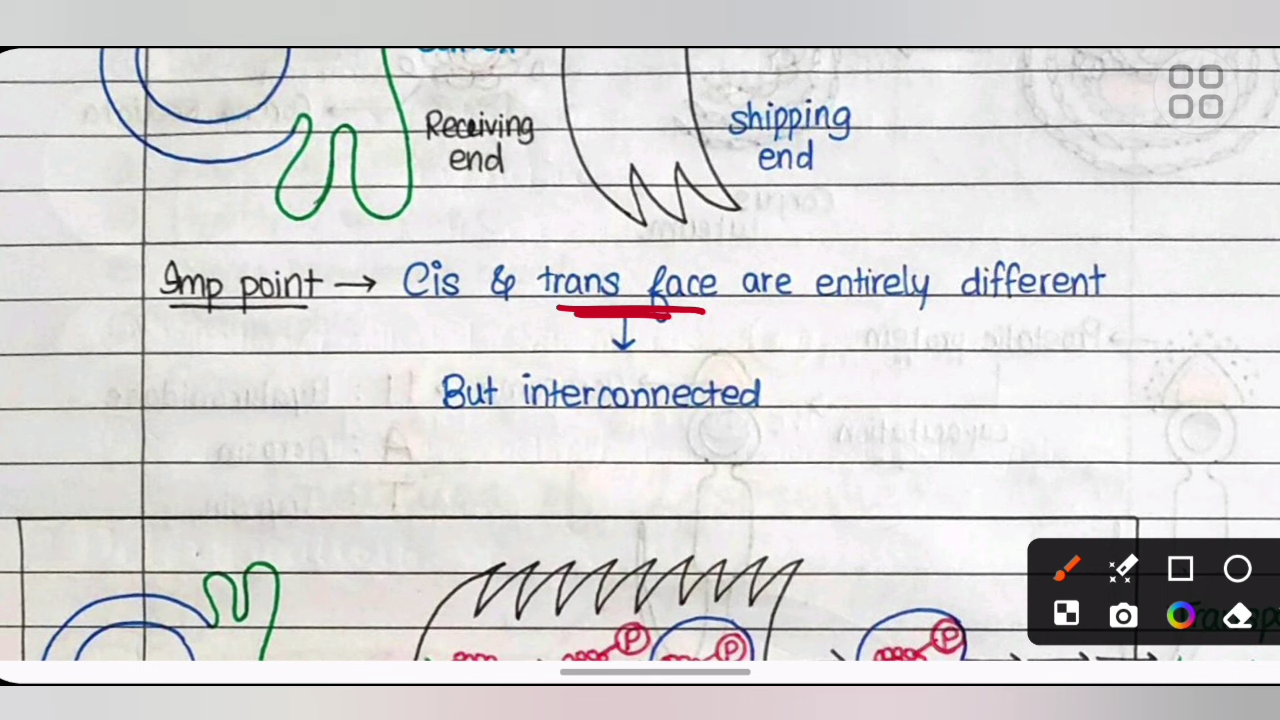 Receiving
end
shipping
end
Imp point → Cis & trans face are entirely different
↓
But interconnected
P
P
P